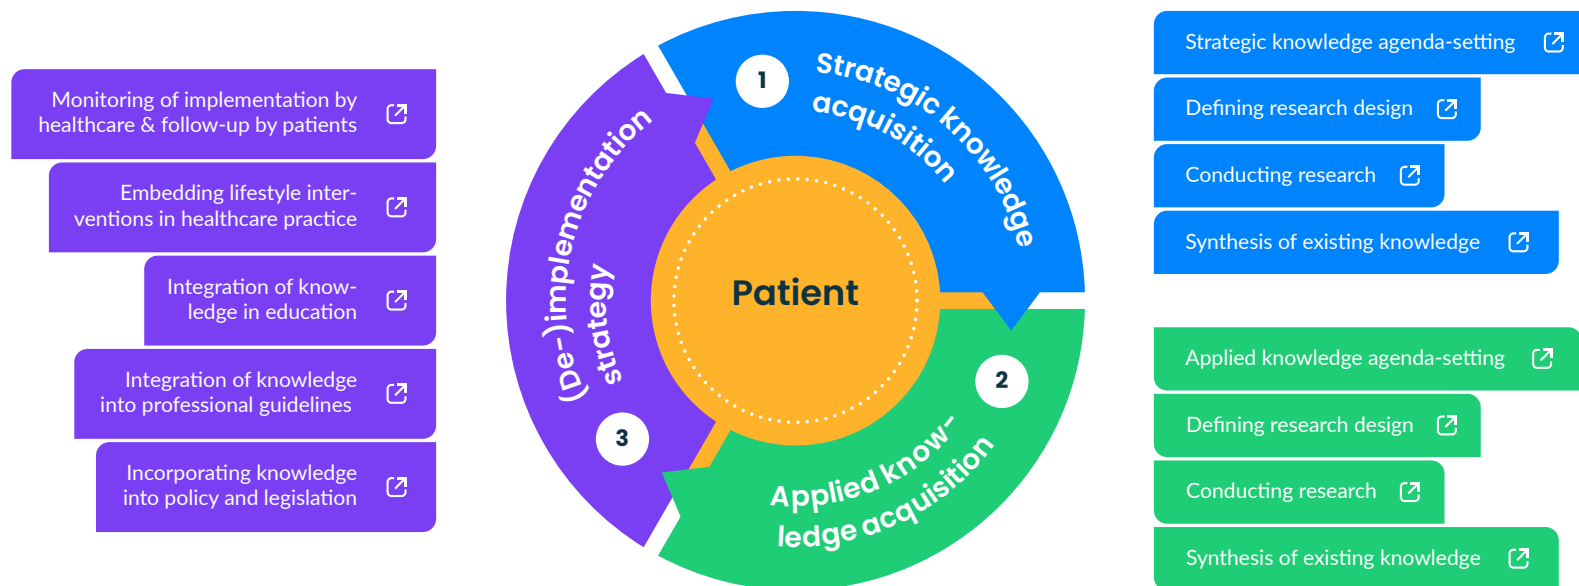 Monitoring of implementation by
healthcare & follow-up by patients
Embedding lifestyle inter-
ventions in healthcare practice
Integration of know-
ledge in education
Integration of knowledge
into professional guidelines
Incorporating knowledge
into policy and legislation
1
Strategic knowledge
acquisition
2
Applied know-
ledge acquisition
3
(De-)implementation
strategy
Patient
Strategic knowledge agenda-setting
Defining research design
Conducting research
Synthesis of existing knowledge
Applied knowledge agenda-setting
Defining research design
Conducting research
Synthesis of existing knowledge